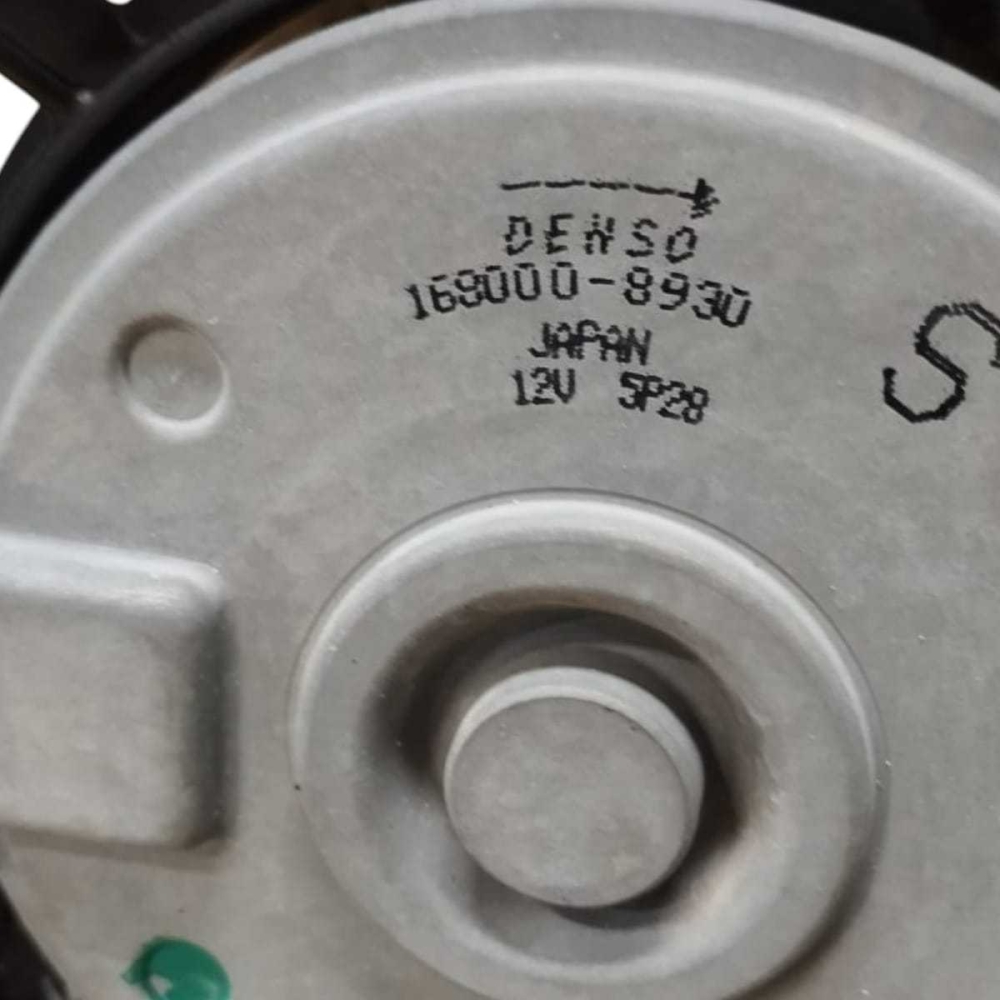 DENSO
168000-8930
JAPAN
12V 5P28
S